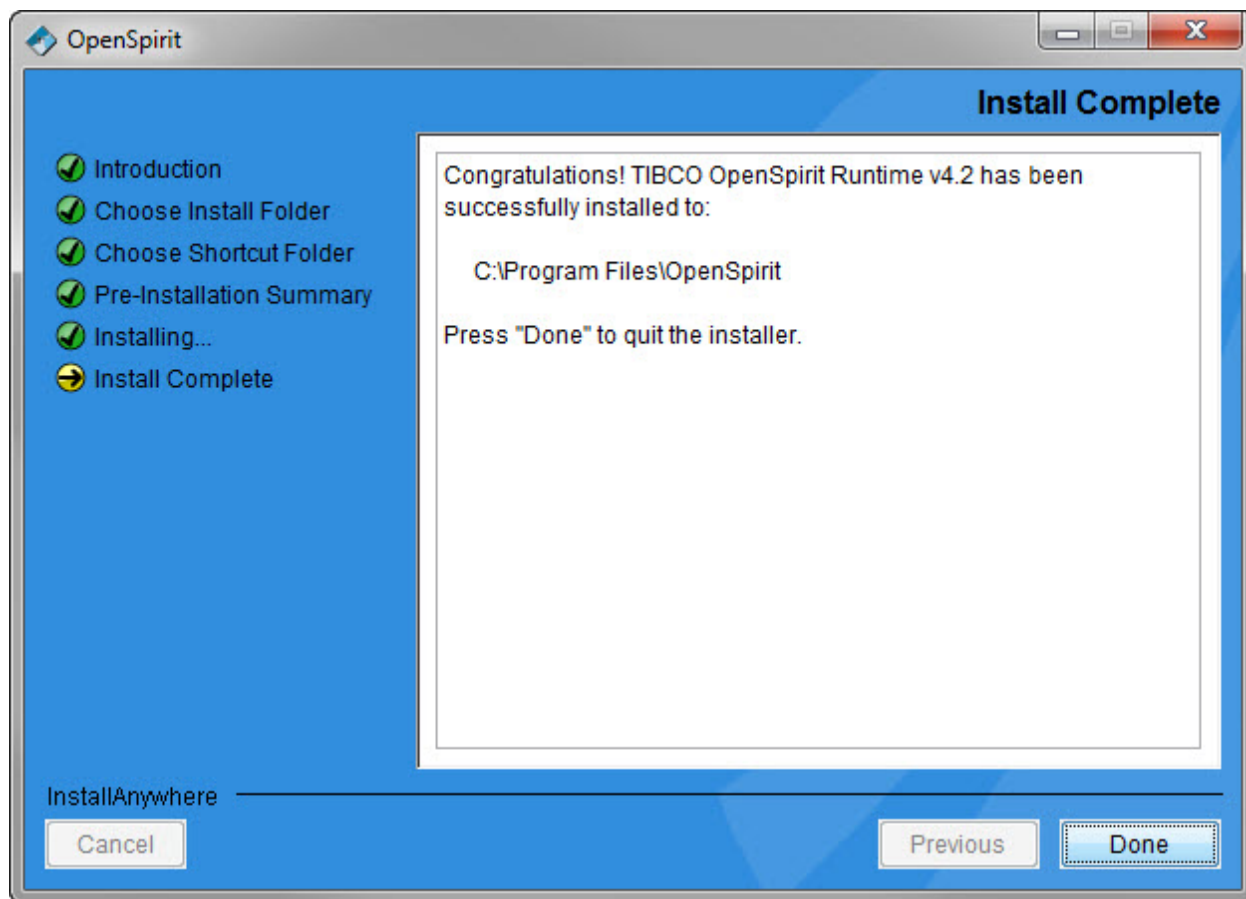 OpenSpirit
Install Complete
Introduction
Choose Install Folder
Choose Shortcut Folder
Pre-Installation Summary
Installing...
Install Complete
Congratulations! TIBCO OpenSpirit Runtime v4.2 has been
successfully installed to:
C:\Program Files\OpenSpirit
Press "Done" to quit the installer.
InstallAnywhere
Cancel
Previous
Done